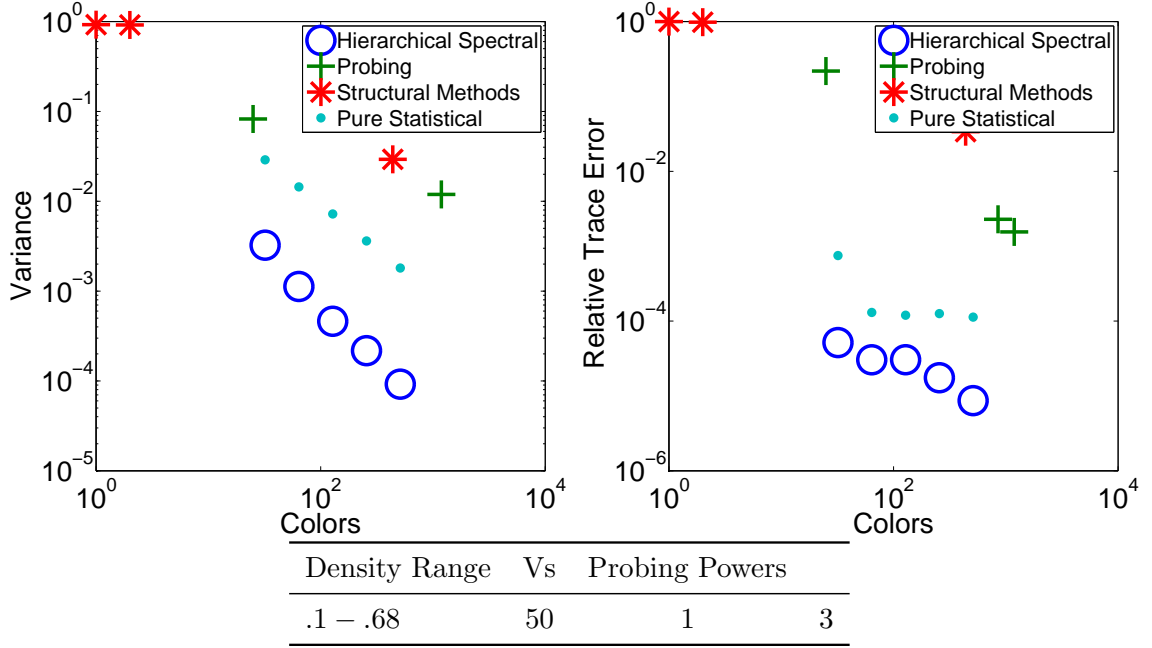 10^0
10^-1
10^-2
10^-3
10^-4
10^-5
Variance
10^0
10^2
10^4
Colors
Hierarchical Spectral
Probing
Structural Methods
Pure Statistical
10^0
10^-2
10^-4
10^-6
Relative Trace Error
10^0
10^2
10^4
Colors
Hierarchical Spectral
Probing
Structural Methods
Pure Statistical
Density Range Vs Probing Powers
.1 − .68 50 1 3